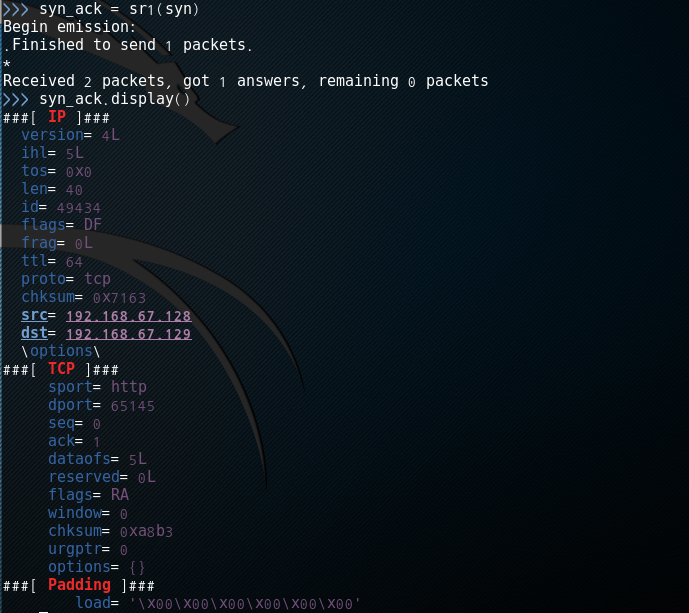 >>> syn_ack = sr1(syn)
Begin emission:
.Finished to send 1 packets.
*
Received 2 packets, got 1 answers, remaining 0 packets
>>> syn_ack.display()
###[ IP ]###
  version= 4L
  ihl= 5L
  tos= 0x0
  len= 40
  id= 49434
  flags= DF
  frag= 0L
  ttl= 64
  proto= tcp
  chksum= 0x7163
  src= 192.168.67.128
  dst= 192.168.67.129
  \options\
###[ TCP ]###
     sport= http
     dport= 65145
     seq= 0
     ack= 1
     dataofs= 5L
     reserved= 0L
     flags= RA
     window= 0
     chksum= 0xa8b3
     urgptr= 0
     options= {}
###[ Padding ]###
        load= '\x00\x00\x00\x00\x00\x00'